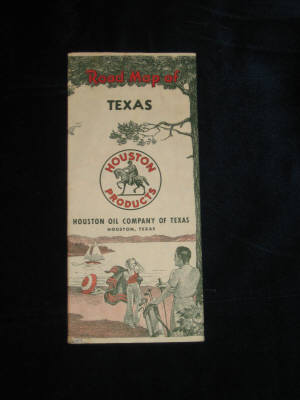 Road Map of
TEXAS
HOUSTON
PRODUCTS
HOUSTON OIL COMPANY OF TEXAS
HOUSTON, TEXAS